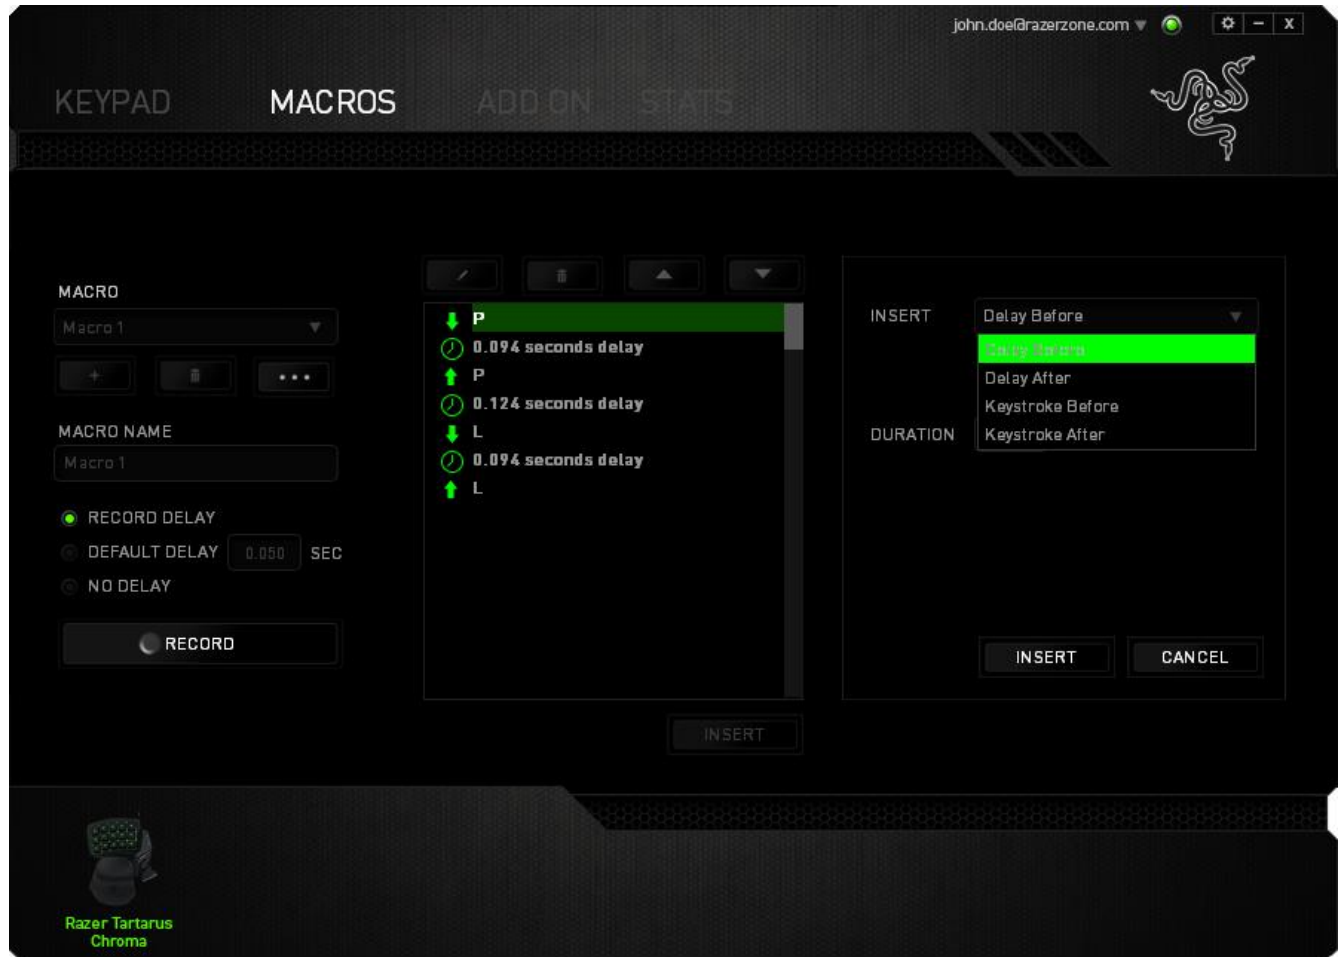 john.doe@razerzone.com
X
KEYPAD MACROS ADD ON STATS
MACRO
Macro 1
MACRO NAME
Macro 1
RECORD DELAY
DEFAULT DELAY 0.050 SEC
NO DELAY
RECORD
P
0.094 seconds delay
P
0.124 seconds delay
L
0.094 seconds delay
L
INSERT
INSERT Delay Before
Delay Before
Delay After
Keystroke Before
Keystroke After
DURATION
INSERT CANCEL
Razer Tartarus
Chroma